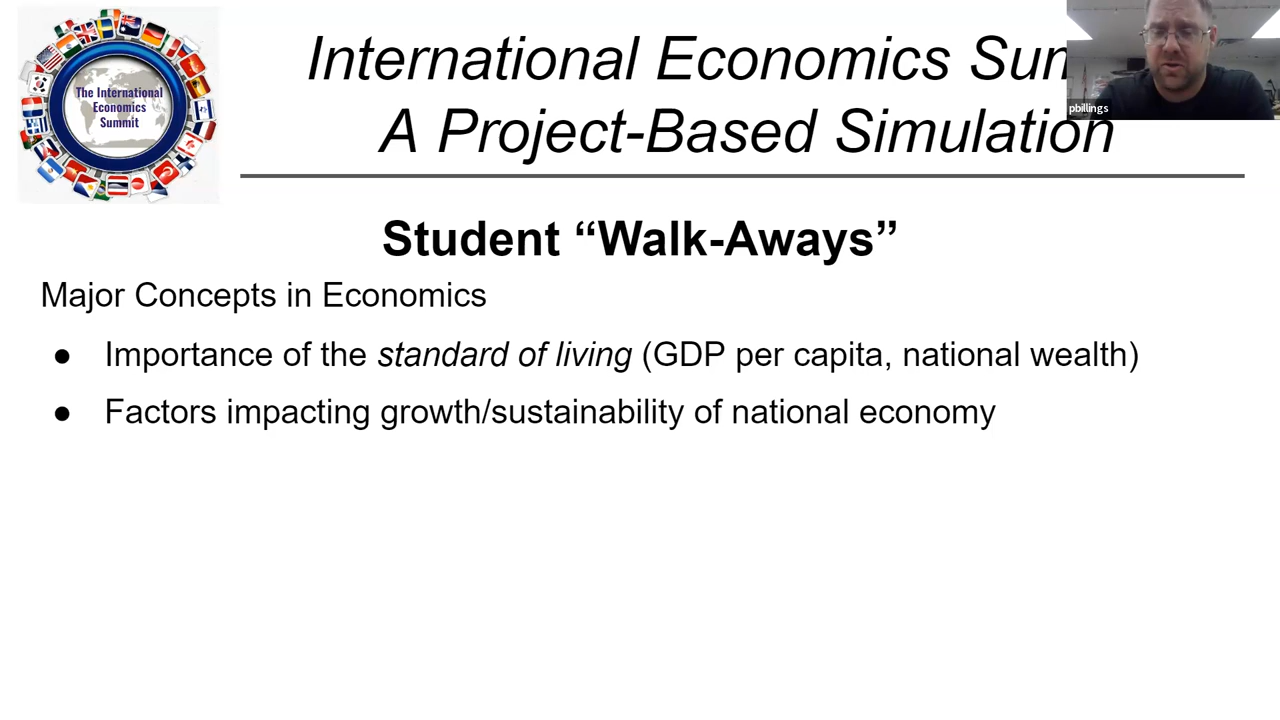 The International
Economics
Summit
International Economics Sum
A Project-Based Simulation
pbillings
Student “Walk-Aways”
Major Concepts in Economics
● Importance of the standard of living (GDP per capita, national wealth)
● Factors impacting growth/sustainability of national economy